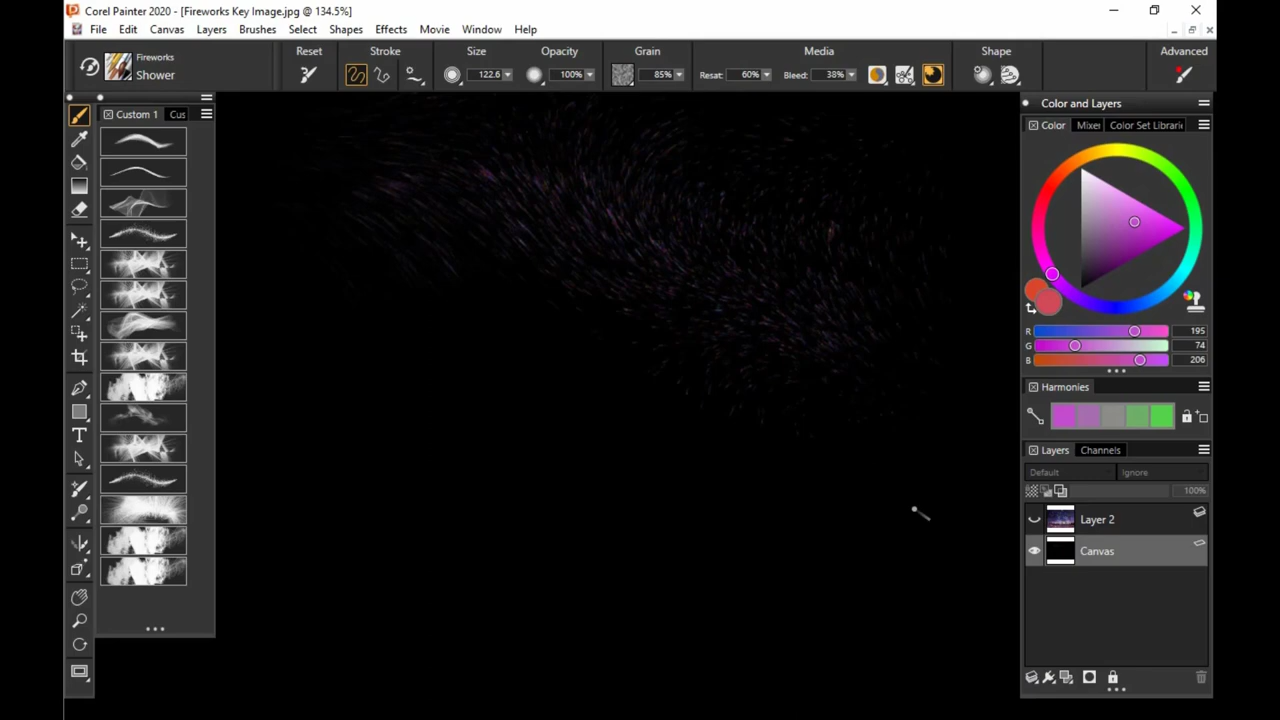 Corel Painter 2020 - [Fireworks Key Image.jpg @ 134.5%]
File Edit Canvas Layers Brushes Select Shapes Effects Movie Window Help
Fireworks
Shower
Reset Stroke Size Opacity Grain Media Shape Advanced
122.6 100% 85% Resat: 60% Bleed: 38%
Custom 1 Cus
Color and Layers
Color Mixer Color Set Librari
R 195
G 74
B 206
Harmonies
Layers Channels
Default Ignore
100%
Layer 2
Canvas
T